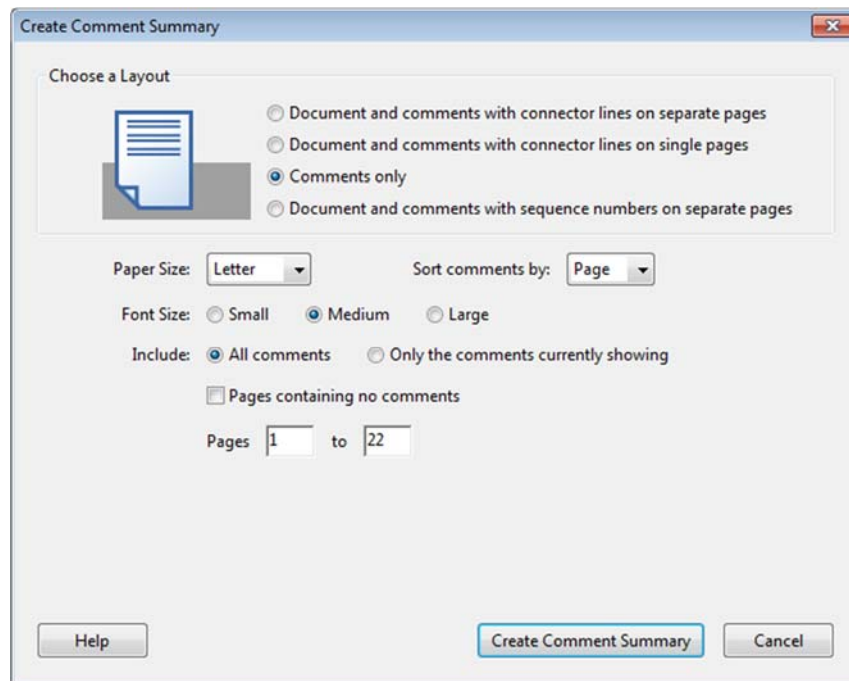 Create Comment Summary
Choose a Layout
Document and comments with connector lines on separate pages
Document and comments with connector lines on single pages
Comments only
Document and comments with sequence numbers on separate pages
Paper Size: Letter Sort comments by: Page
Font Size: Small Medium Large
Include: All comments Only the comments currently showing
Pages containing no comments
Pages 1 to 22
Help Create Comment Summary Cancel